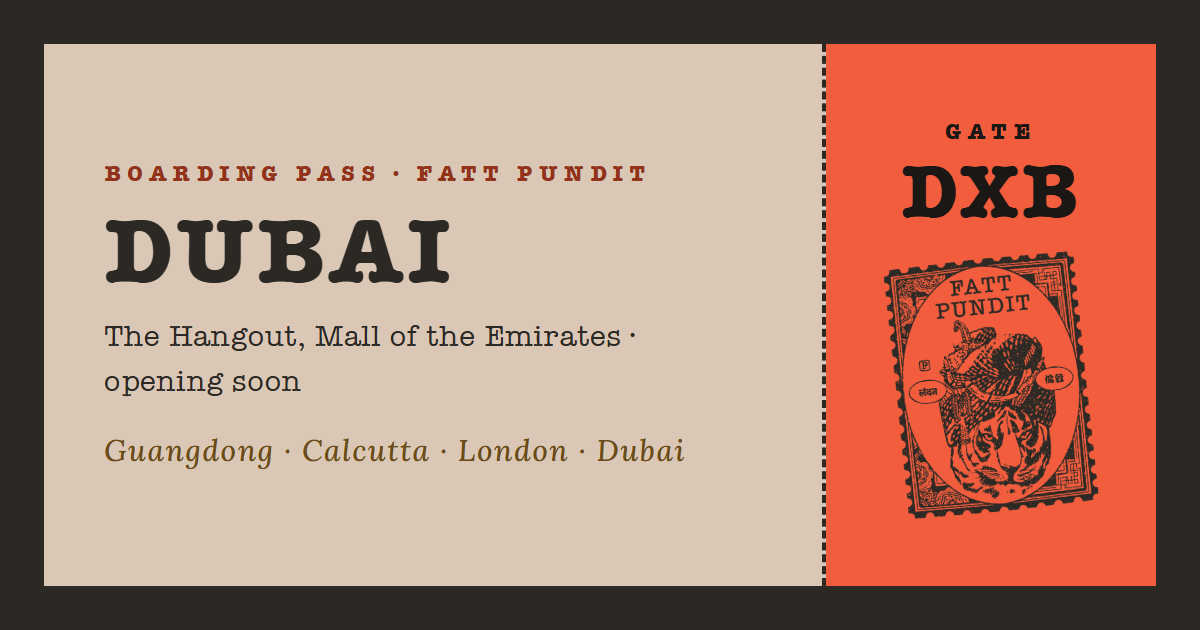 BOARDING PASS · FATT PUNDIT
DUBAI
The Hangout, Mall of the Emirates ·
opening soon
Guangdong · Calcutta · London · Dubai
GATE
DXB
FATT
PUNDIT
P
लंदन